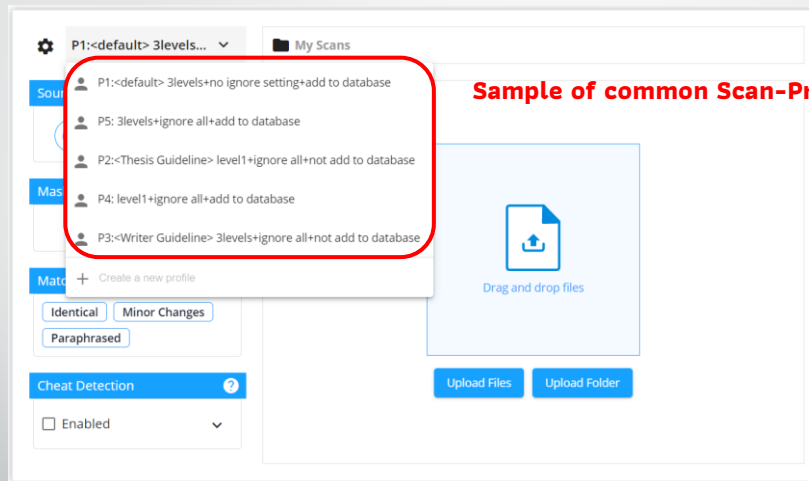 P1:<default> 3levels...
My Scans
P1:<default> 3levels+no ignore setting+add to database
Sample of common Scan-Pr
Sour
P5: 3levels+ignore all+add to database
P2:<Thesis Guideline> level1+ignore all+not add to database
Mas
P4: level1+ignore all+add to database
P3:<Writer Guideline> 3levels+ignore all+not add to database
Matc
Create a new profile
Drag and drop files
Identical
Minor Changes
Paraphrased
Cheat Detection
?
Upload Files
Upload Folder
Enabled